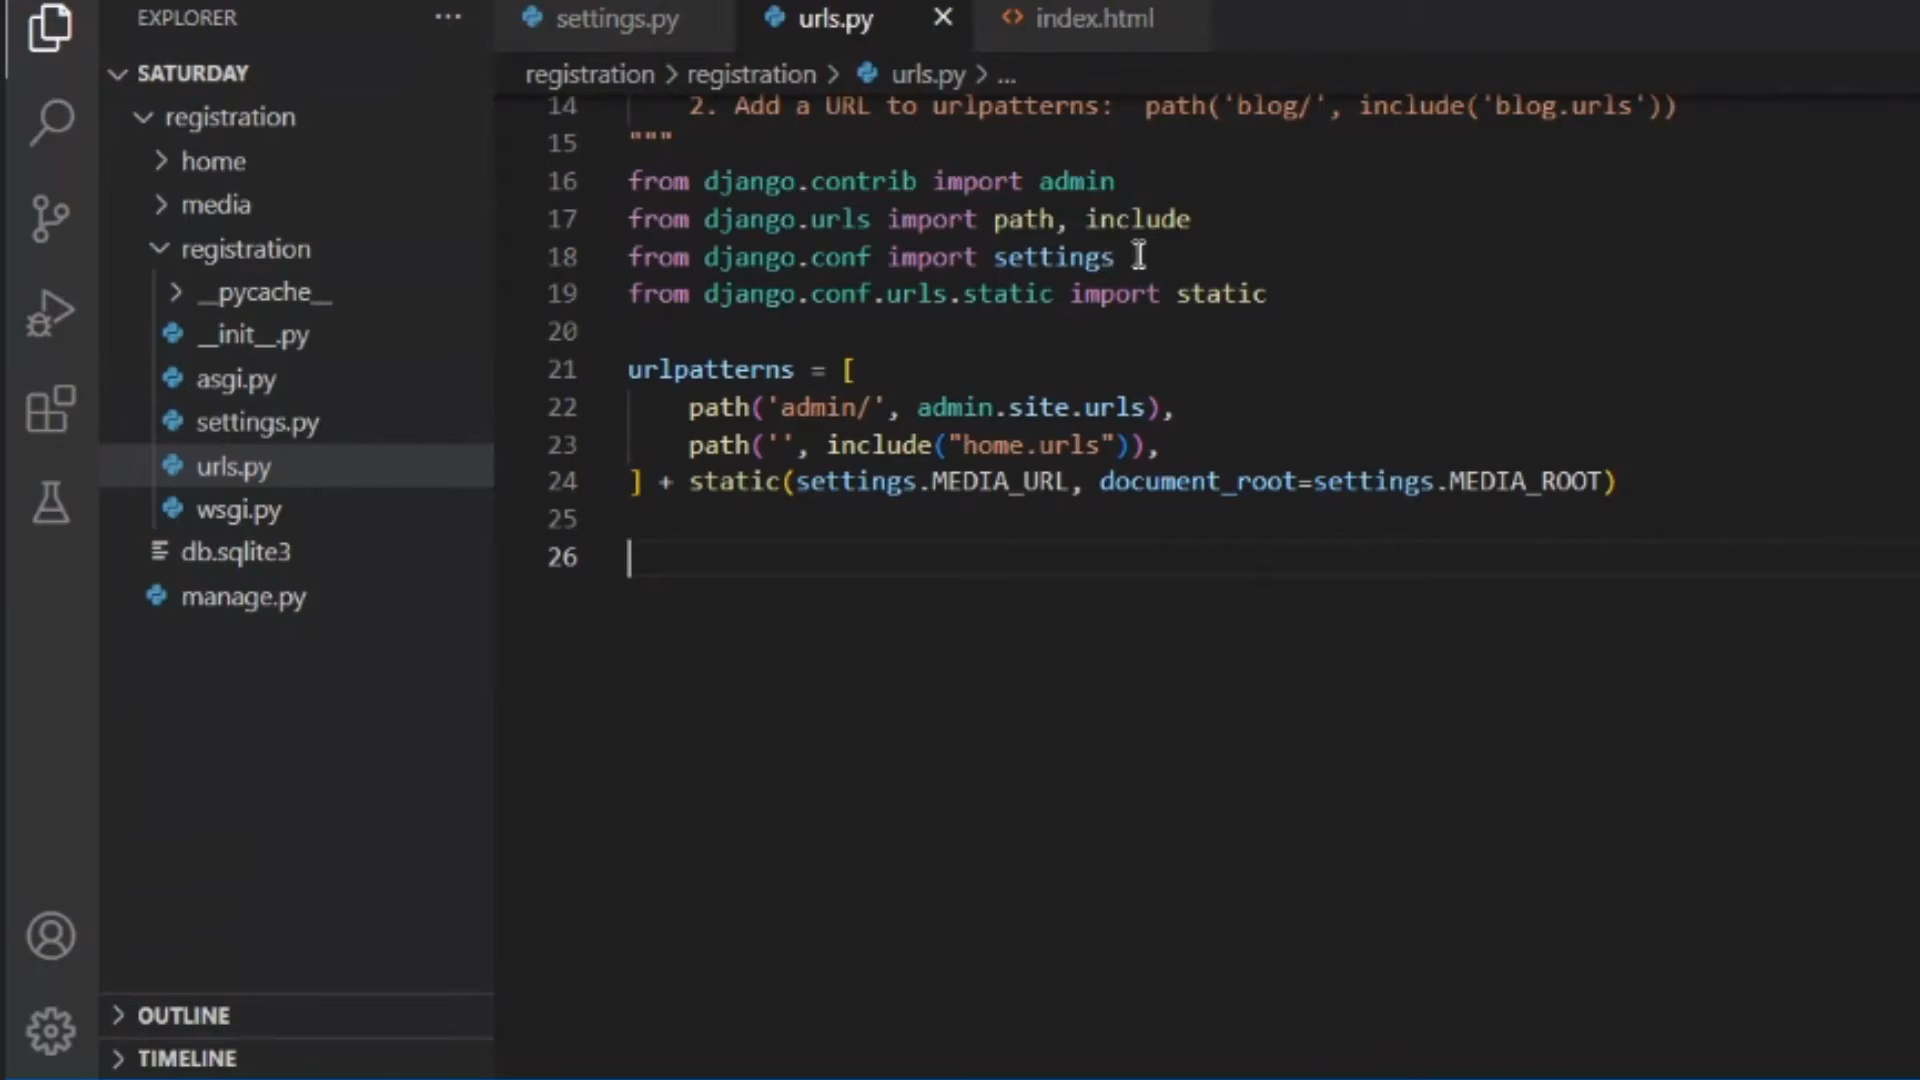 EXPLORER ...
SATURDAY
registration
home
media
registration
__pycache__
__init__.py
asgi.py
settings.py
urls.py
wsgi.py
db.sqlite3
manage.py
OUTLINE
TIMELINE
settings.py urls.py index.html
registration > registration > urls.py > ...
14 2. Add a URL to urlpatterns:  path('blog/', include('blog.urls'))
15 """
16 from django.contrib import admin
17 from django.urls import path, include
18 from django.conf import settings
19 from django.conf.urls.static import static
20
21 urlpatterns = [
22     path('admin/', admin.site.urls),
23     path('', include("home.urls")),
24 ] + static(settings.MEDIA_URL, document_root=settings.MEDIA_ROOT)
25
26